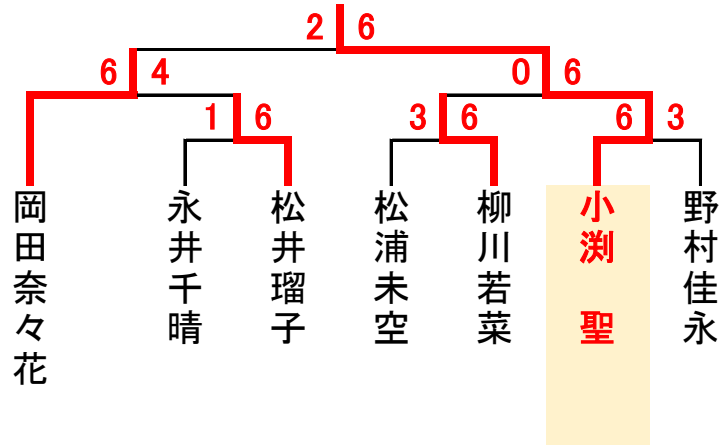 2 6
6 4 0 6
1 6 3 6 6 3
岡田奈々花
永井千晴
松井瑠子
松浦未空
柳川若菜
小渕 聖
野村佳永